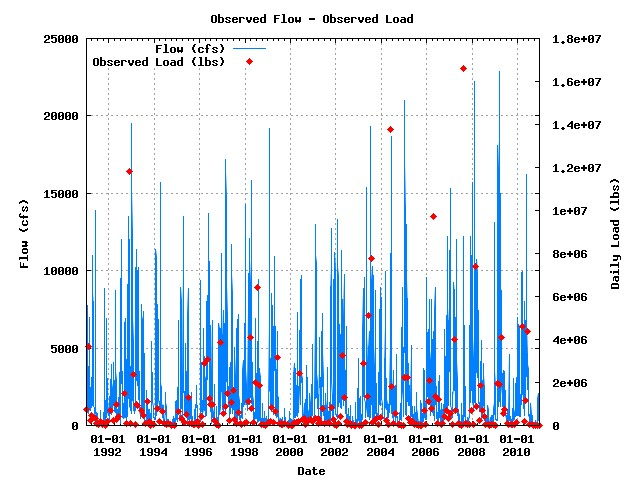 Observed Flow - Observed Load
25000 1.8e+07
Flow (cfs)
Observed Load (lbs)
1.6e+07
20000 1.4e+07
1.2e+07
15000
1e+07
Flow (cfs)
Daily Load (lbs)
8e+06
10000
6e+06
4e+06
5000
2e+06
0 0
01-01 01-01 01-01 01-01 01-01 01-01 01-01 01-01 01-01 01-01
1992 1994 1996 1998 2000 2002 2004 2006 2008 2010
Date